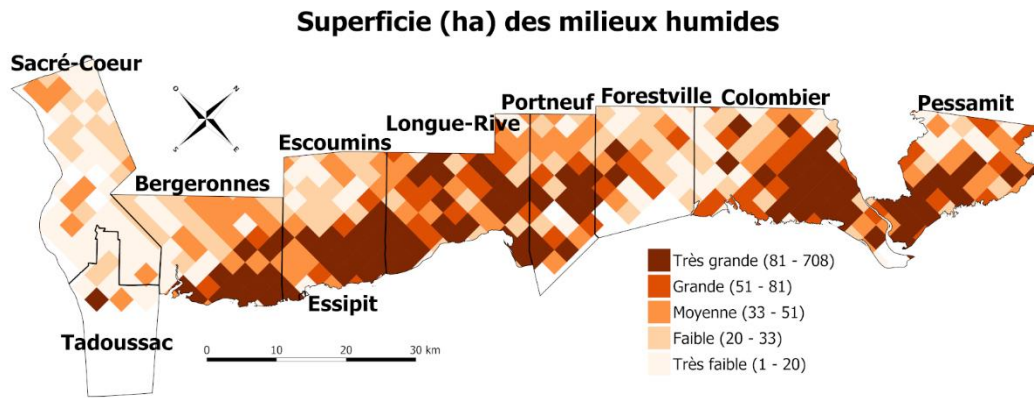 Superficie (ha) des milieux humides
Sacré-Coeur
O
N
S
E
Bergeronnes
Escoumins
Longue-Rive
Portneuf
Forestville
Colombier
Pessamit
Essipit
Tadoussac
0 10 20 30 km
Très grande (81 - 708)
Grande (51 - 81)
Moyenne (33 - 51)
Faible (20 - 33)
Très faible (1 - 20)